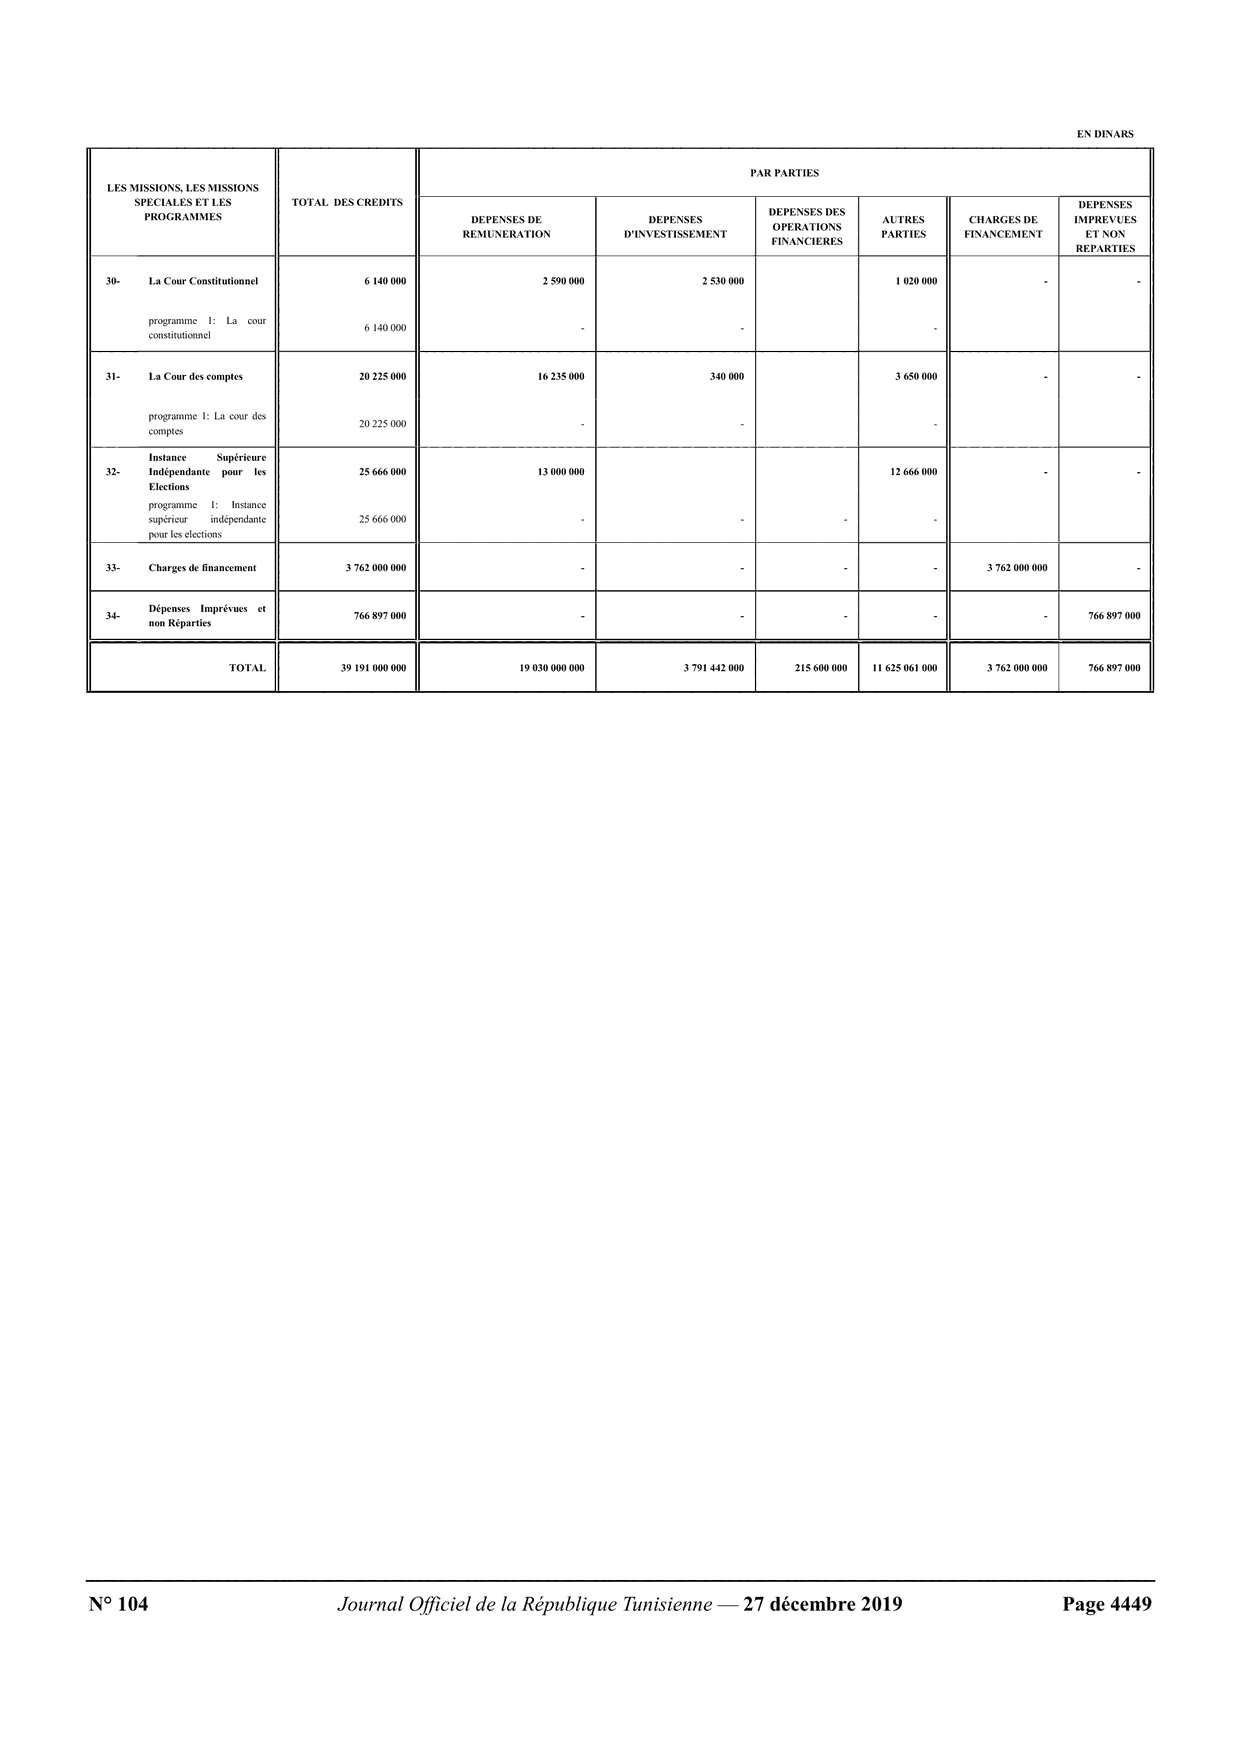 EN DINARS
LES MISSIONS, LES MISSIONS
SPECIALES ET LES
PROGRAMMES
TOTAL DES CREDITS
PAR PARTIES
DEPENSES DE
REMUNERATION
DEPENSES
D'INVESTISSEMENT
DEPENSES DES
OPERATIONS
FINANCIERES
AUTRES
PARTIES
CHARGES DE
FINANCEMENT
DEPENSES
IMPREVUES
ET NON
REPARTIES
30- La Cour Constitutionnel 6 140 000 2 590 000 2 530 000 1 020 000 - -
programme 1: La cour
constitutionnel
6 140 000 - - -
31- La Cour des comptes 20 225 000 16 235 000 340 000 3 650 000 - -
programme 1: La cour des
comptes
20 225 000 - - -
Instance Supérieure
32- Indépendante pour les 25 666 000 13 000 000 12 666 000 - -
Elections
programme 1: Instance
supérieur indépendante 25 666 000 - - - -
pour les elections
33- Charges de financement 3 762 000 000 - - - - 3 762 000 000 -
34- Dépenses Imprévues et
non Réparties
766 897 000 - - - - - 766 897 000
TOTAL 39 191 000 000 19 030 000 000 3 791 442 000 215 600 000 11 625 061 000 3 762 000 000 766 897 000
N° 104 Journal Officiel de la République Tunisienne — 27 décembre 2019 Page 4449